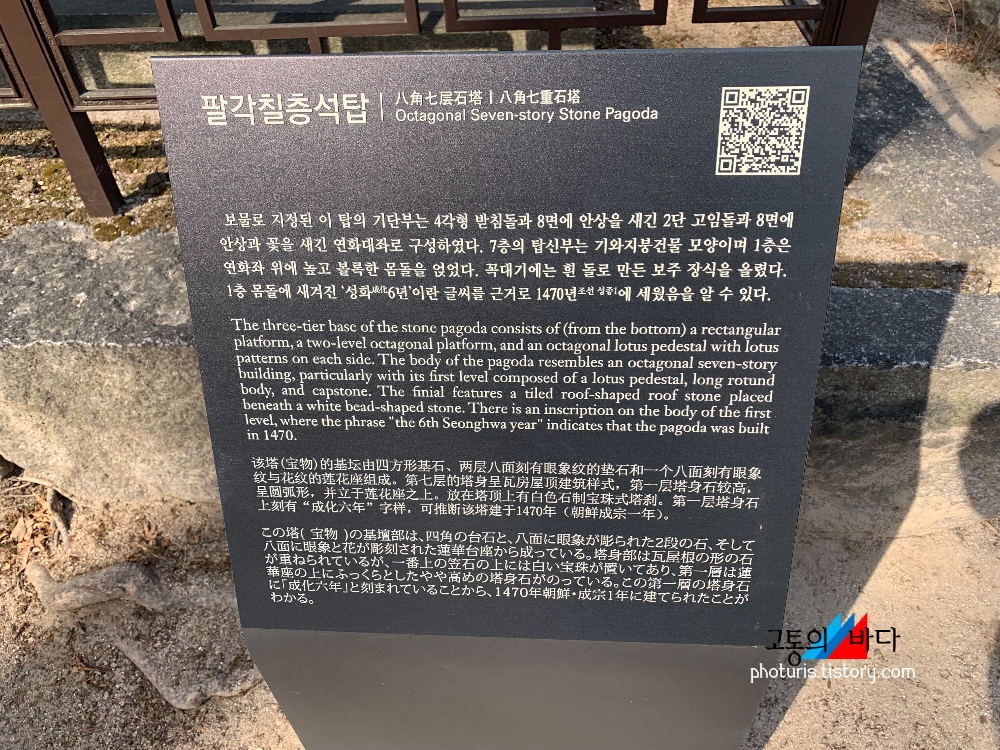 팔각칠층석탑 | 八角七层石塔 | 八角七重石塔
Octagonal Seven-story Stone Pagoda
보물로 지정된 이 탑의 기단부는 4각형 받침돌과 8면에 안상을 새긴 2단 고임돌과 8면에
안상과 꽃을 새긴 연화대좌로 구성하였다. 7층의 탑신부는 기와지붕건물 모양이며 1층은
연화좌 위에 높고 볼록한 몸돌을 얹었다. 꼭대기에는 흰 돌로 만든 보주 장식을 올렸다.
1층 몸돌에 새겨진 '성화成化6년'이란 글씨를 근거로 1470년조선 성종1에 세웠음을 알 수 있다.
The three-tier base of the stone pagoda consists of (from the bottom) a rectangular
platform, a two-level octagonal platform, and an octagonal lotus pedestal with lotus
patterns on each side. The body of the pagoda resembles an octagonal seven-story
building, particularly with its first level composed of a lotus pedestal, long rotund
body, and capstone. The finial features a tiled roof-shaped roof stone placed
beneath a white bead-shaped stone. There is an inscription on the body of the first
level, where the phrase "the 6th Seonghwa year" indicates that the pagoda was built
in 1470.
该塔(宝物)的基坛由四方形基石、两层八面刻有眼象纹的垫石和一个八面刻有眼象
纹与花纹的莲花座组成。第七层的塔身呈瓦房屋顶建筑样式，第一层塔身石较高，
呈圆弧形，并立于莲花座之上。放在塔顶上有白色石制宝珠式塔刹。第一层塔身石
上刻有“成化六年”字样，可推断该塔建于1470年（朝鲜成宗一年）。
この塔( 宝物 )の基壇部は、四角の台石と、八面に眼象が彫られた2段の石、そして
八面に眼象と花が彫刻された蓮華台座から成っている。塔身部は瓦屋根の形の石
が重ねられているが、一番上の笠石の上には白い宝珠が置いてあり、第一層は蓮
華座の上にふっくらとしたやや高めの塔身石がのっている。この第一層の塔身石
に「成化六年」と刻まれていることから、1470年朝鮮・成宗1年に建てられたことが
わかる。
고통의 바다
photuris.tistory.com